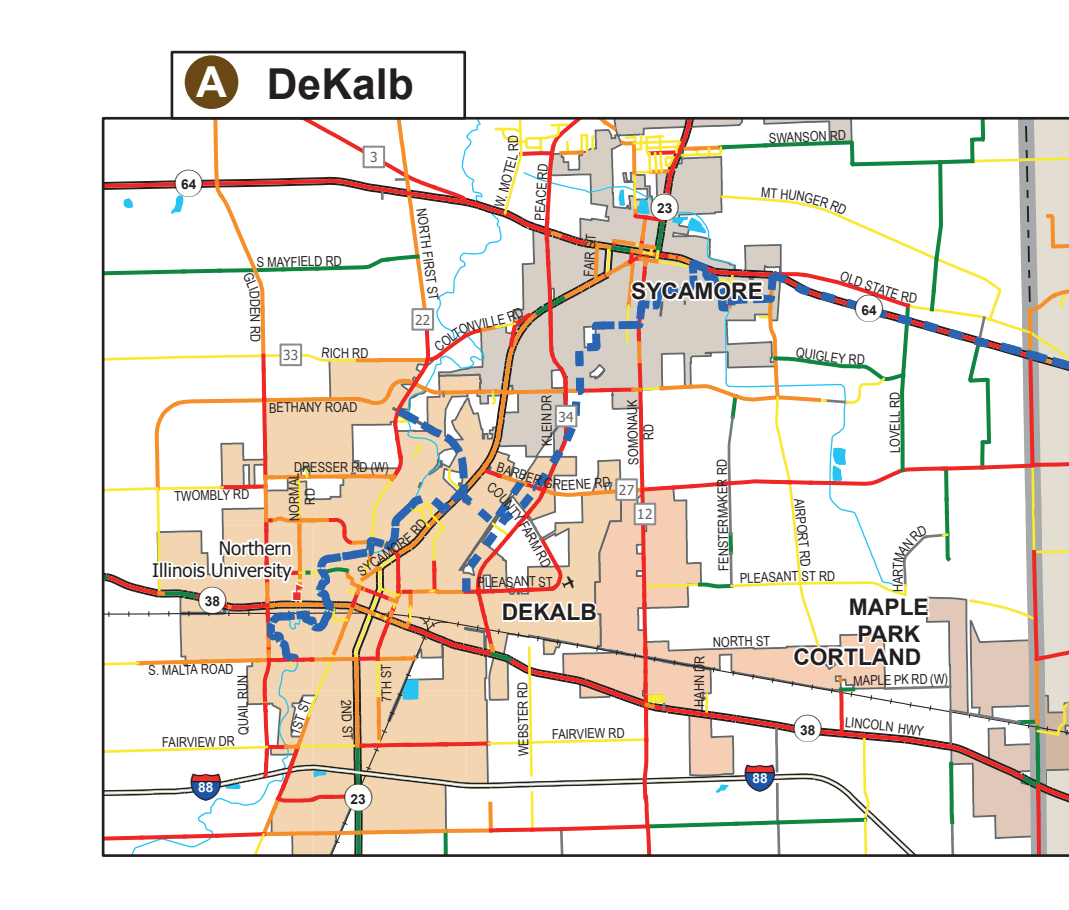 A DeKalb
SWANSON RD
3
W. MOTEL RD
PEACE RD
64
MT HUNGER RD
23
NORTH FIRST ST
FAIR ST
S MAYFIELD RD
GLIDDEN RD
SYCAMORE
OLD STATE RD
64
22
COLTONVILLE RD
33
RICH RD
QUIGLEY RD
BETHANY ROAD
KLEIN DR
34
SOMONAUK
RD
LOVELL RD
DRESSER RD (W)
BARBER GREENE RD
27
TWOMBLY RD
NORMAL
RD
COUNTY FARM RD
12
FENSTERMAKER RD
AIRPORT RD
SYCAMORE RD
HARTMAN RD
Northern
Illinois University
PLEASANT ST
PLEASANT ST RD
38
DEKALB
MAPLE
PARK
CORTLAND
NORTH ST
S. MALTA ROAD
QUAIL RUN
7TH ST
HAHN DR
MAPLE PK RD (W)
1ST ST
2ND ST
WEBSTER RD
38
LINCOLN HWY
FAIRVIEW DR
FAIRVIEW RD
88
88
23